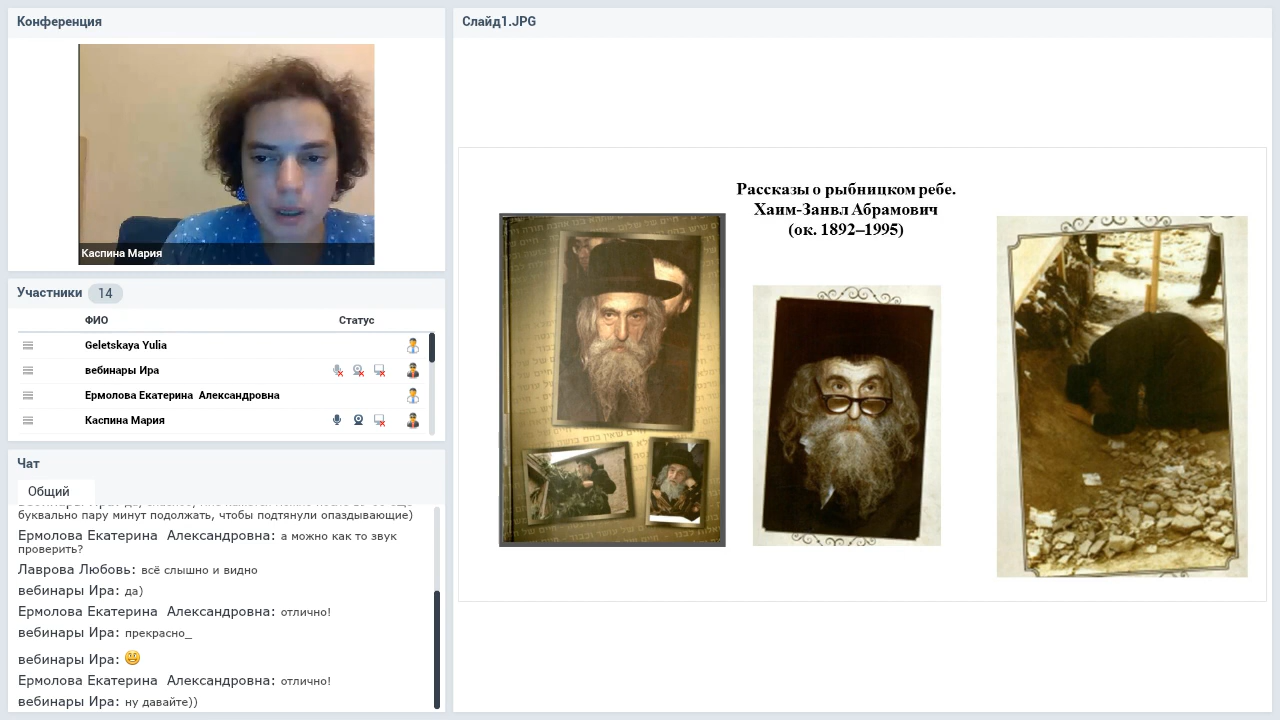 Конференция
Каспина Мария
Участники 14
ФИО Статус
Geletskaya Yulia
вебинары Ира
Ермолова Екатерина Александровна
Каспина Мария
Чат
Общий
буквально пару минут подолжать, чтобы подтянули опаздывающие)
Ермолова Екатерина Александровна: а можно как то звук
проверить?
Лаврова Любовь: всё слышно и видно
вебинары Ира: да)
Ермолова Екатерина Александровна: отлично!
вебинары Ира: прекрасно_
вебинары Ира:
Ермолова Екатерина Александровна: отлично!
вебинары Ира: ну давайте))
Слайд1.JPG
Рассказы о рыбницком ребе.
Хаим-Занвл Абрамович
(ок. 1892–1995)